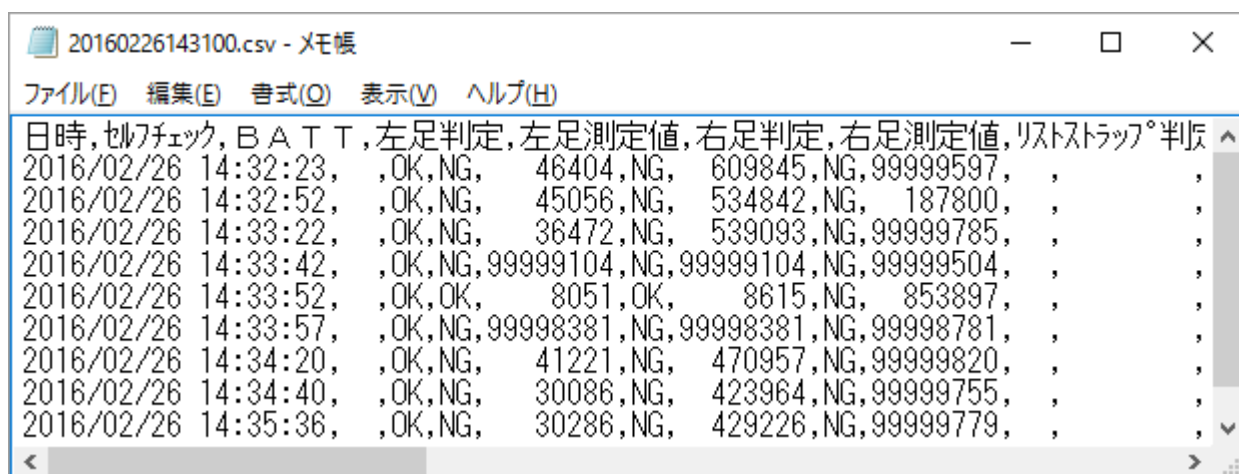 20160226143100.csv - メモ帳
ファイル(F) 編集(E) 書式(O) 表示(V) ヘルプ(H)
日時,ｾﾙﾌﾁｪｯｸ,ＢＡＴＴ,左足判定,左足測定値,右足判定,右足測定値,ﾘｽﾄｽﾄﾗｯﾌﾟ判
2016/02/26 14:32:23,  ,OK,NG,   46404,NG,  609845,NG,99999597,  ,        ,
2016/02/26 14:32:52,  ,OK,NG,   45056,NG,  534842,NG,  187800,  ,        ,
2016/02/26 14:33:22,  ,OK,NG,   36472,NG,  539093,NG,99999785,  ,        ,
2016/02/26 14:33:42,  ,OK,NG,99999104,NG,99999104,NG,99999504,  ,        ,
2016/02/26 14:33:52,  ,OK,OK,    8051,OK,    8615,NG,  853897,  ,        ,
2016/02/26 14:33:57,  ,OK,NG,99998381,NG,99998381,NG,99998781,  ,        ,
2016/02/26 14:34:20,  ,OK,NG,   41221,NG,  470957,NG,99999820,  ,        ,
2016/02/26 14:34:40,  ,OK,NG,   30086,NG,  423964,NG,99999755,  ,        ,
2016/02/26 14:35:36,  ,OK,NG,   30286,NG,  429226,NG,99999779,  ,        ,